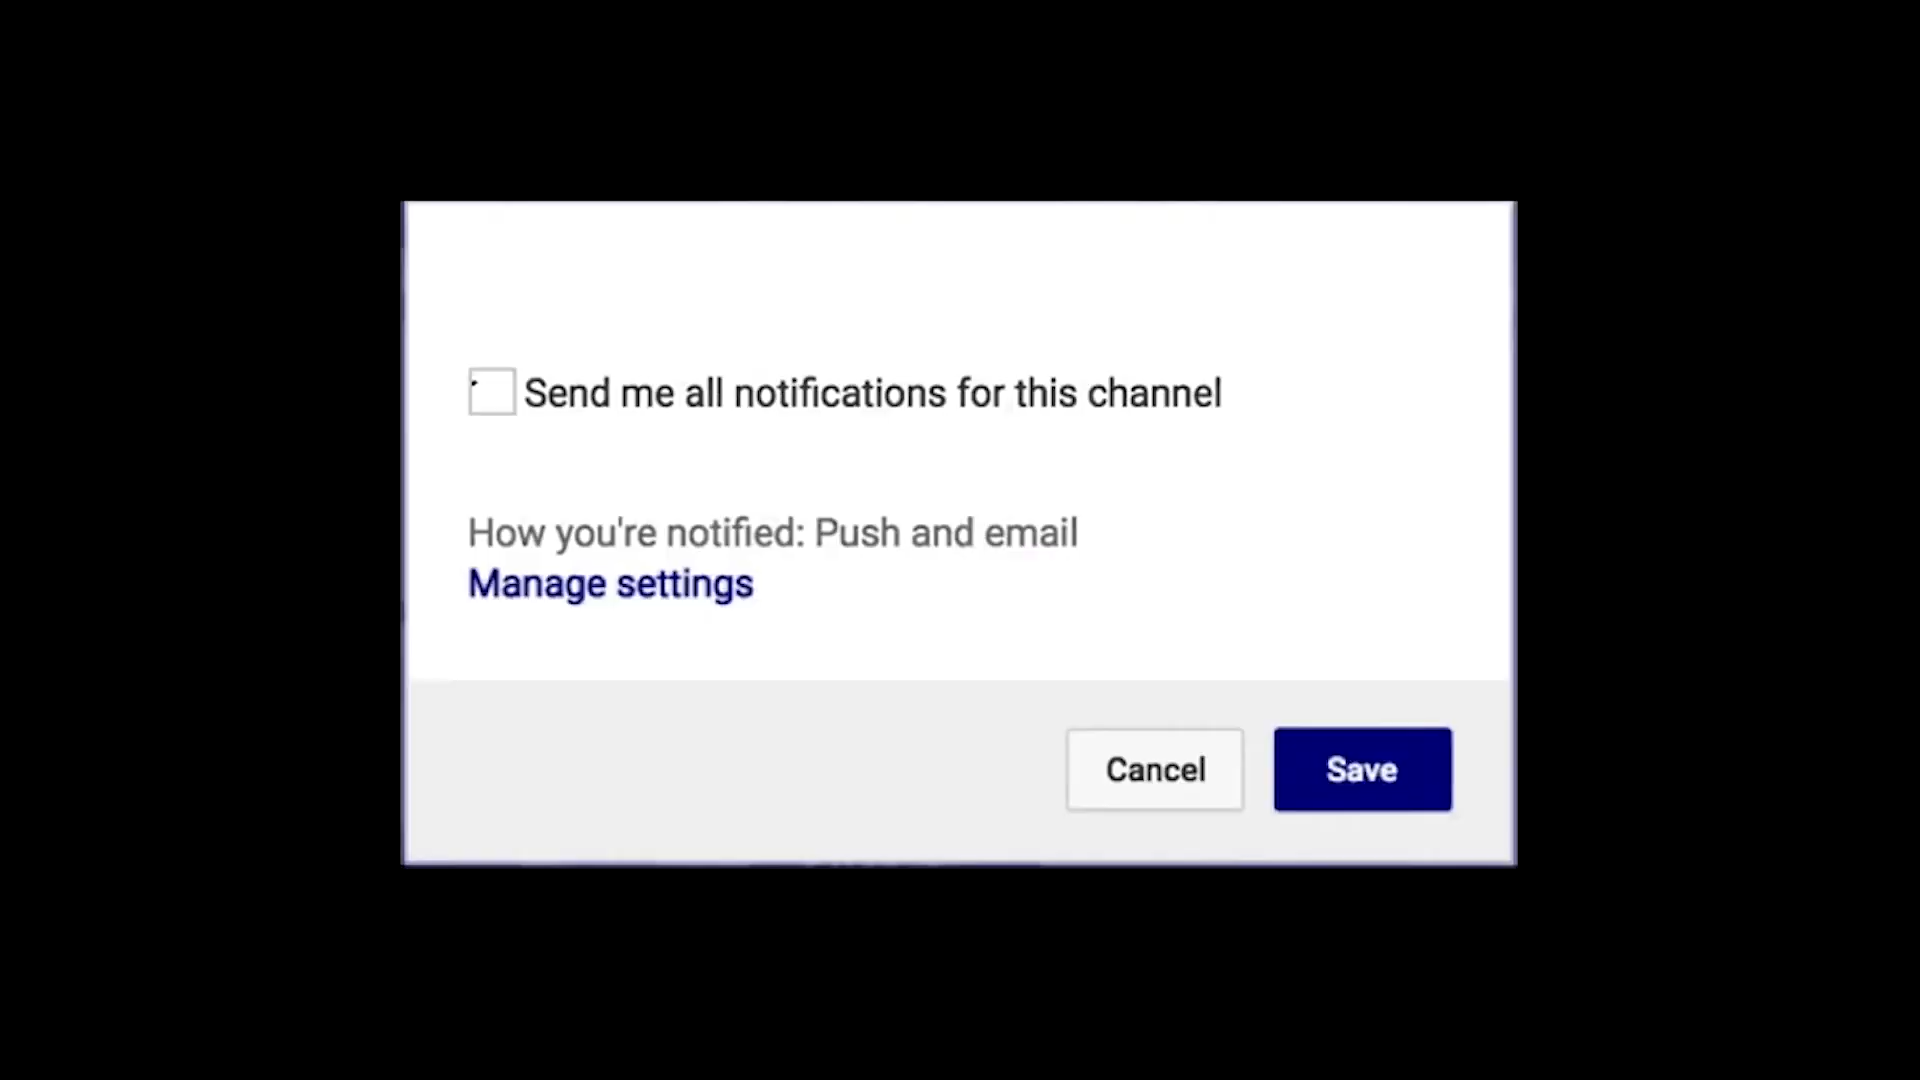 Send me all notifications for this channel
How you're notified: Push and email
Manage settings
Cancel
Save